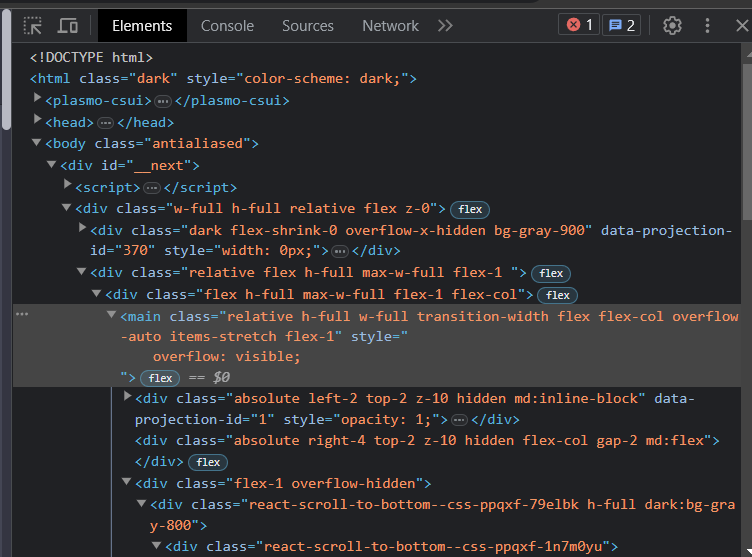 Elements Console Sources Network 1 2
<!DOCTYPE html>
<html class="dark" style="color-scheme: dark;">
<plasmo-csui>…</plasmo-csui>
<head>…</head>
<body class="antialiased">
<div id="__next">
<script>…</script>
<div class="w-full h-full relative flex z-0"> flex
<div class="dark flex-shrink-0 overflow-x-hidden bg-gray-900" data-projection-
id="370" style="width: 0px;">…</div>
<div class="relative flex h-full max-w-full flex-1 "> flex
<div class="flex h-full max-w-full flex-1 flex-col"> flex
… <main class="relative h-full w-full transition-width flex flex-col overflow
-auto items-stretch flex-1" style="
overflow: visible;
"> flex == $0
<div class="absolute left-2 top-2 z-10 hidden md:inline-block" data-
projection-id="1" style="opacity: 1;">…</div>
<div class="absolute right-4 top-2 z-10 hidden flex-col gap-2 md:flex">
</div> flex
<div class="flex-1 overflow-hidden">
<div class="react-scroll-to-bottom--css-ppqxf-79elbk h-full dark:bg-gr
ay-800">
<div class="react-scroll-to-bottom--css-ppqxf-1n7m0yu">